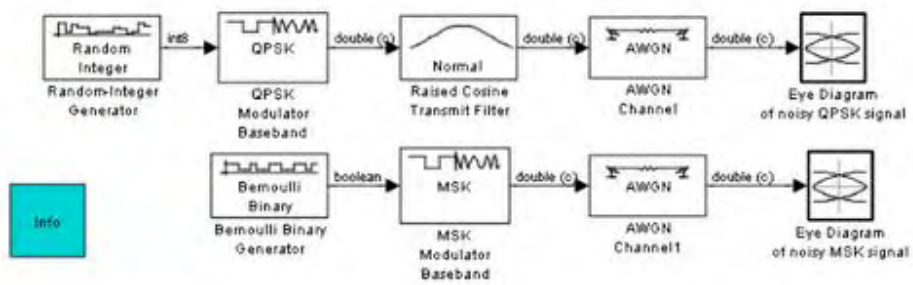 Random
Integer
Random-Integer
Generator
int8
QPSK
QPSK
Modulator
Baseband
double (c)
Normal
Raised Cosine
Transmit Filter
double (c)
AWGN
AWGN
Channel
double (c)
Eye Diagram
of noisy QPSK signal
Bernoulli
Binary
Bernoulli Binary
Generator
boolean
MSK
MSK
Modulator
Baseband
double (c)
AWGN
AWGN
Channel1
double (c)
Eye Diagram
of noisy MSK signal
Info